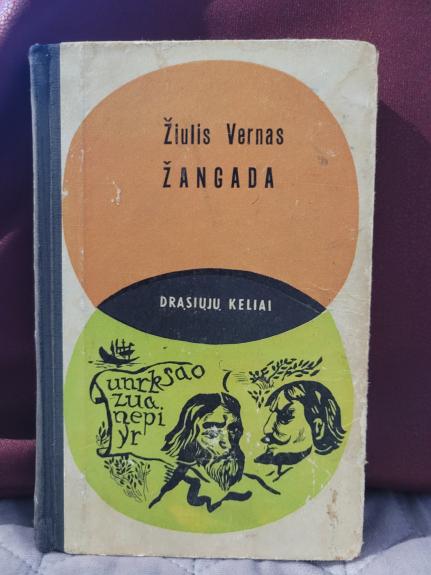 Žiulis Vernas
ŽANGADA
DRĄSIŲJŲ KELIAI
unrksao
zua
nepi
yr